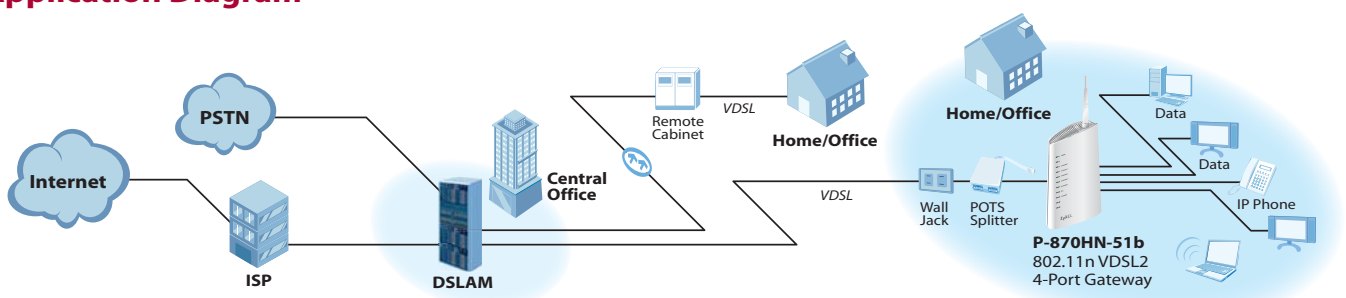 Application Diagram
PSTN
Internet
ISP
DSLAM
Central
Office
Remote
Cabinet
VDSL
Home/Office
VDSL
Home/Office
Wall
Jack
POTS
Splitter
P-870HN-51b
802.11n VDSL2
4-Port Gateway
Data
Data
IP Phone
ZyXEL